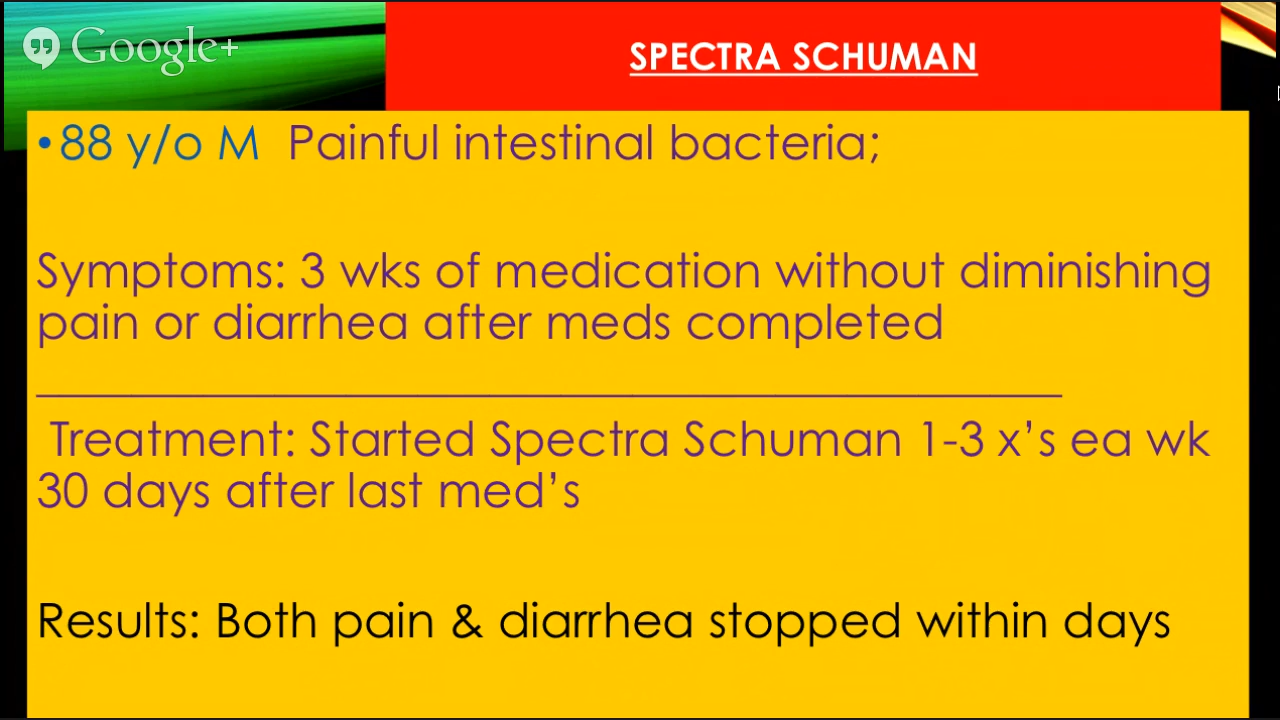 Google+
SPECTRA SCHUMAN
•88 y/o M Painful intestinal bacteria;
Symptoms: 3 wks of medication without diminishing
pain or diarrhea after meds completed
Treatment: Started Spectra Schuman 1-3 x’s ea wk
30 days after last med’s
Results: Both pain & diarrhea stopped within days